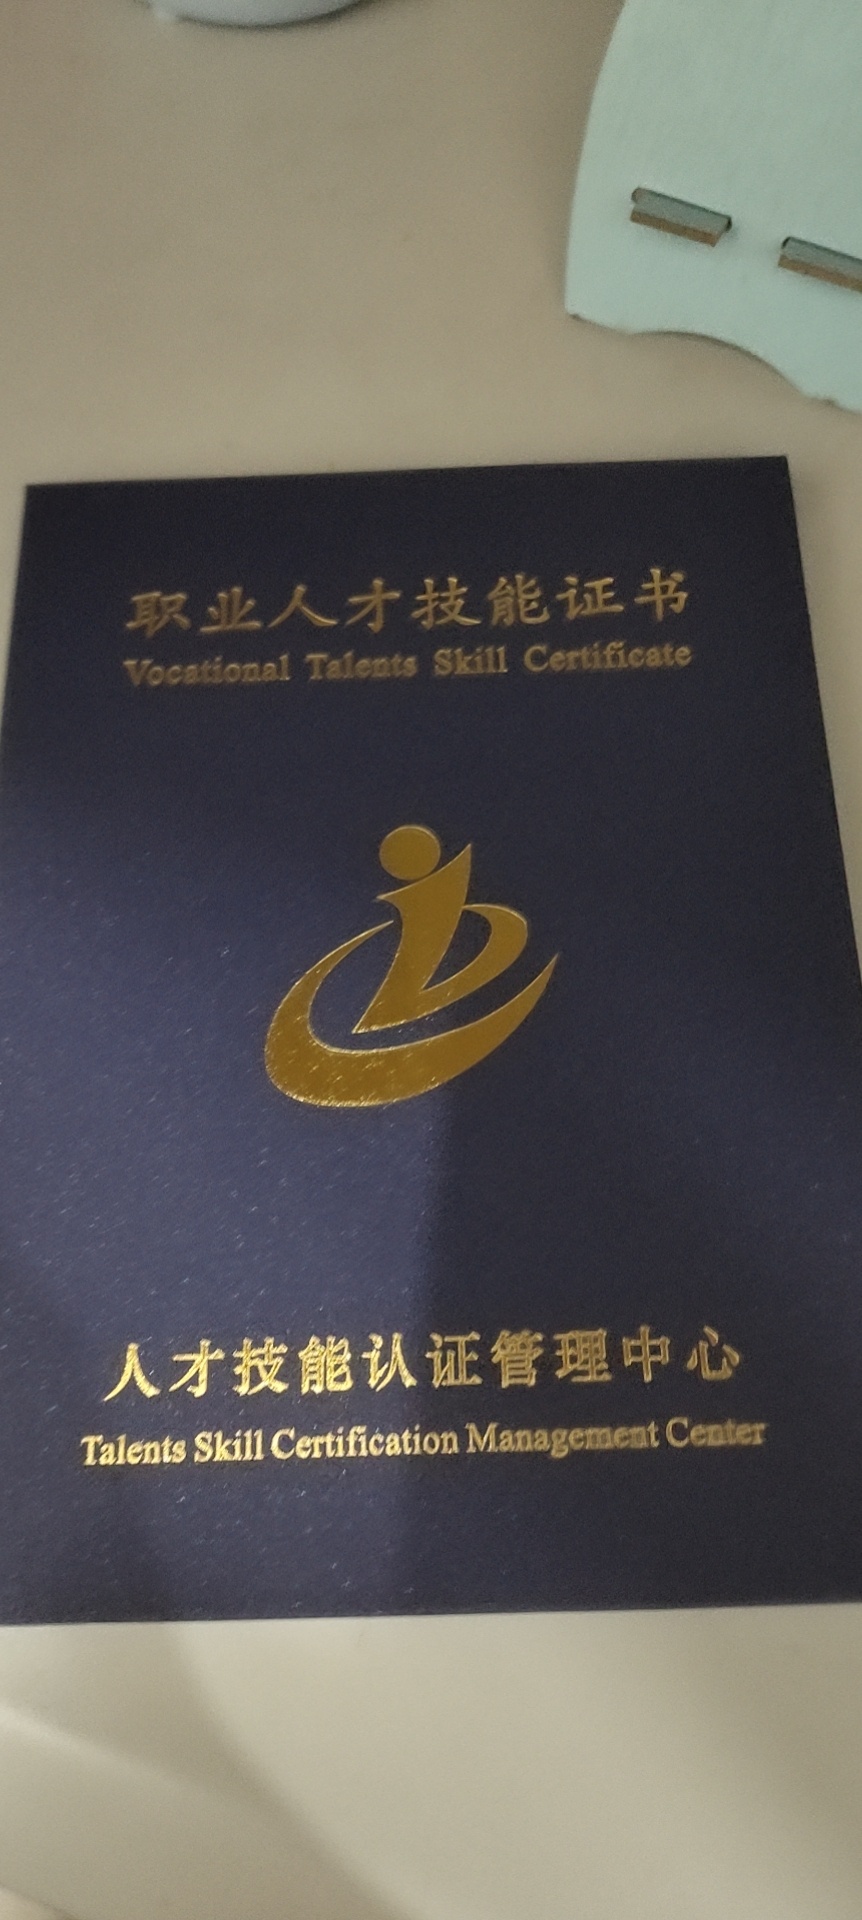 职业人才技能证书
Vocational Talents Skill Certificate
人才技能认证管理中心
Talents Skill Certification Management Center